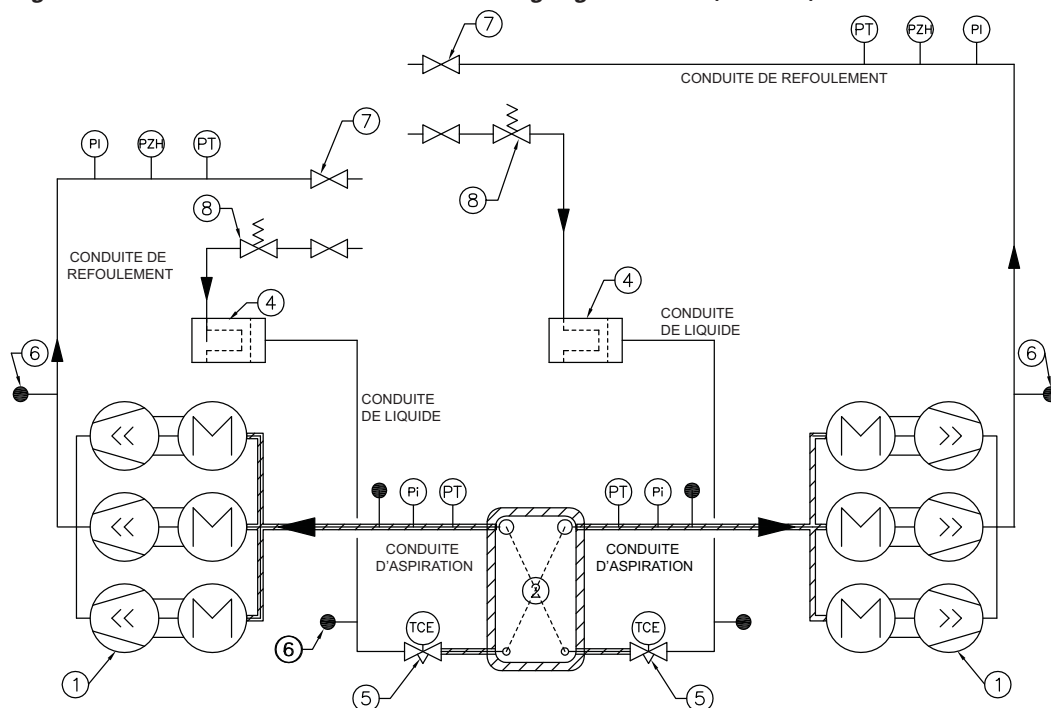 7
PT PZH PI
CONDUITE DE REFOULEMENT
7
PI PZH PT
8
8
CONDUITE DE
REFOULEMENT
4
4
CONDUITE
DE LIQUIDE
6
6
CONDUITE
DE LIQUIDE
M M
Pi PT PT Pi
M M
CONDUITE
D'ASPIRATION
CONDUITE
D'ASPIRATION
2
M M
TCE TCE
6
1 5 5 1